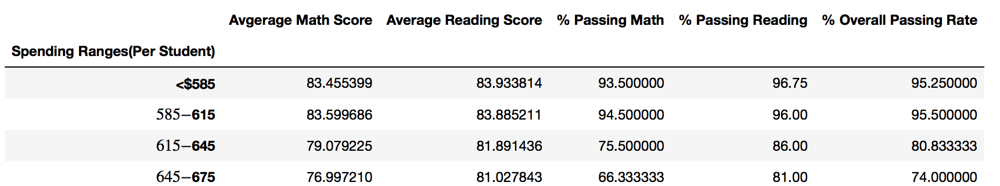 Avgerage Math Score Average Reading Score % Passing Math % Passing Reading % Overall Passing Rate
Spending Ranges(Per Student)
<$585 83.455399 83.933814 93.500000 96.75 95.250000
585−615 83.599686 83.885211 94.500000 96.00 95.500000
615−645 79.079225 81.891436 75.500000 86.00 80.833333
645−675 76.997210 81.027843 66.333333 81.00 74.000000